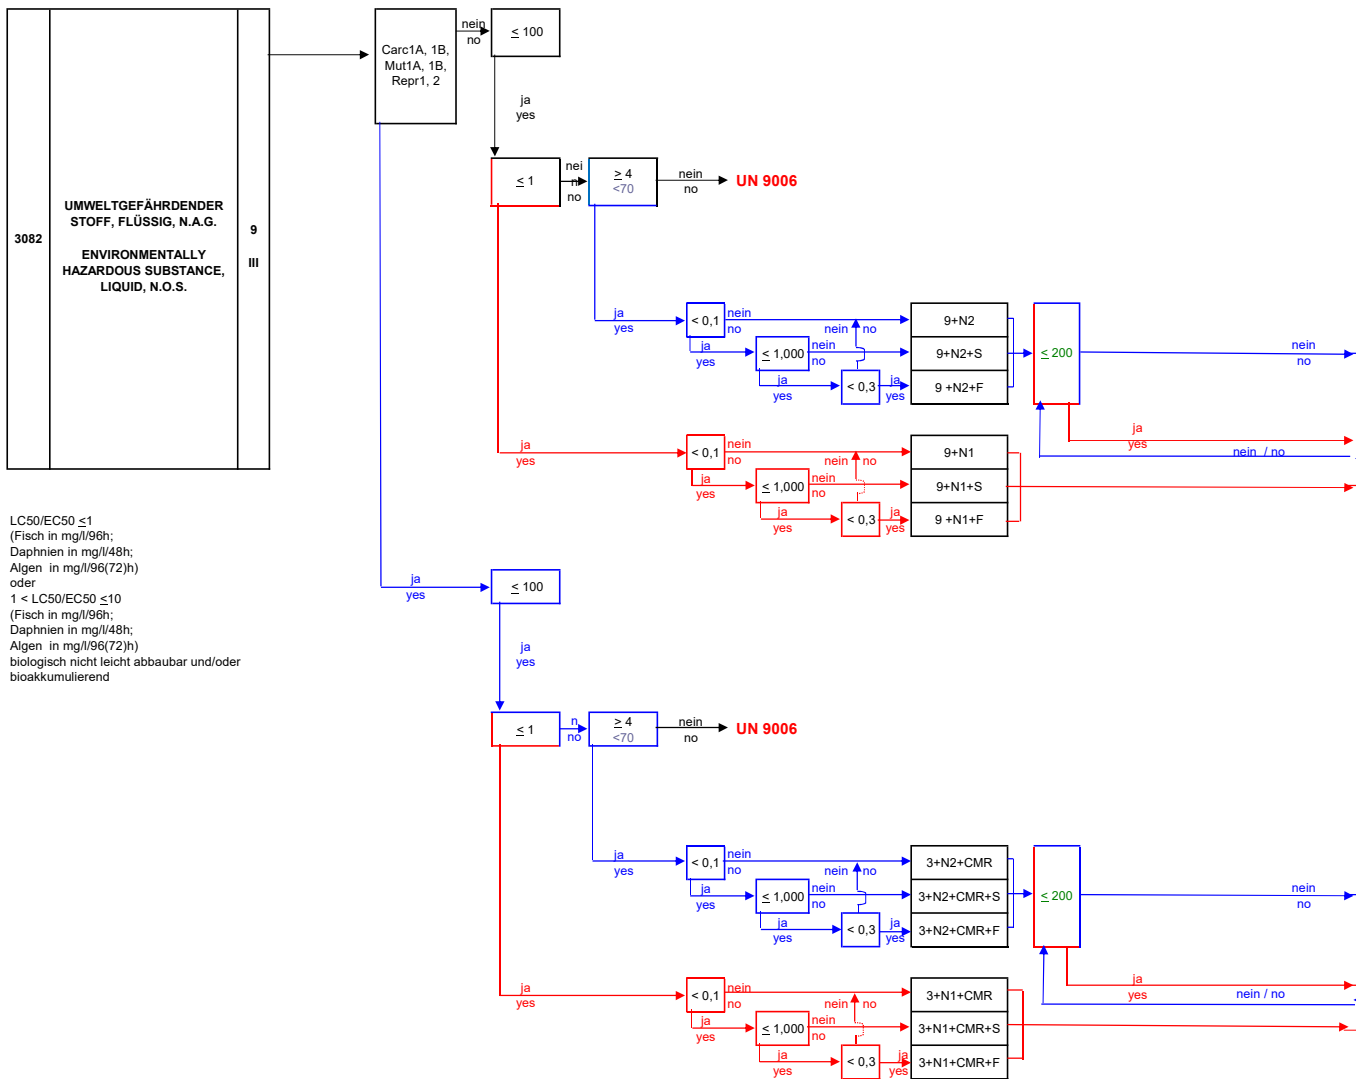 3082
UMWELTGEFÄHRDENDER
STOFF, FLÜSSIG, N.A.G.
ENVIRONMENTALLY
HAZARDOUS SUBSTANCE,
LIQUID, N.O.S.
9
III
Carc1A, 1B,
Mut1A, 1B,
Repr1, 2
nein
no
≤ 100
ja
yes
≤ 1
nei
n
no
≥ 4
<70
nein
no
UN 9006
ja
yes
< 0,1
nein
no
ja
yes
≤ 1,000
nein
no
ja
yes
< 0,3
nein no
ja
yes
9+N2
9+N2+S
9 +N2+F
≤ 200
nein
no
ja
yes
nein / no
ja
yes
< 0,1
nein
no
ja
yes
≤ 1,000
nein
no
ja
yes
< 0,3
nein no
ja
yes
9+N1
9+N1+S
9 +N1+F
LC50/EC50 ≤1
(Fisch in mg/l/96h;
Daphnien in mg/l/48h;
Algen in mg/l/96(72)h)
oder
1 < LC50/EC50 ≤10
(Fisch in mg/l/96h;
Daphnien in mg/l/48h;
Algen in mg/l/96(72)h)
biologisch nicht leicht abbaubar und/oder
bioakkumulierend
ja
yes
≤ 100
ja
yes
≤ 1
n
no
≥ 4
<70
nein
no
UN 9006
ja
yes
< 0,1
nein
no
ja
yes
≤ 1,000
nein
no
ja
yes
< 0,3
nein no
ja
yes
3+N2+CMR
3+N2+CMR+S
3+N2+CMR+F
≤ 200
nein
no
ja
yes
nein / no
ja
yes
< 0,1
nein
no
ja
yes
≤ 1,000
nein
no
ja
yes
< 0,3
nein no
ja
yes
3+N1+CMR
3+N1+CMR+S
3+N1+CMR+F